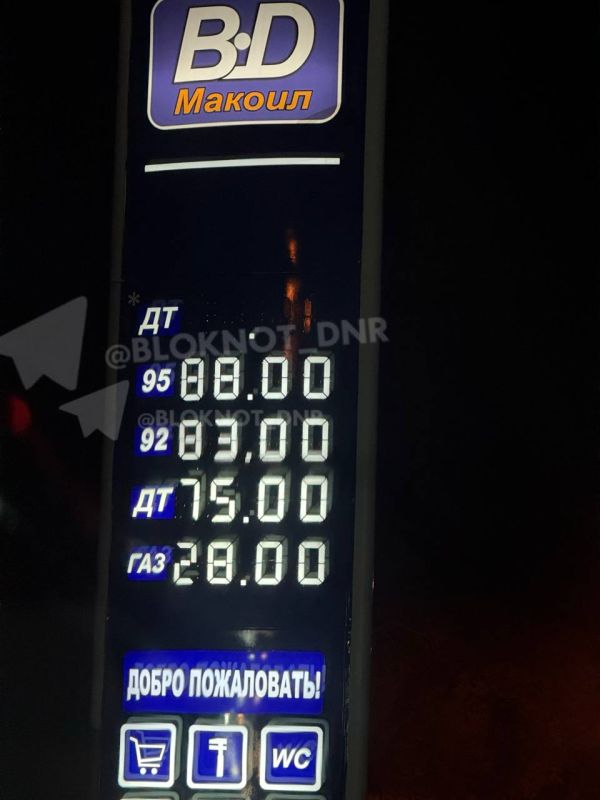 B:D
Макоил
* ДТ .
@BLOKNOT_DNR
95 88.00
@BLOKNOT_DNR
92 83.00
ДТ 75.00
ГАЗ 28.00
ДОБРО ПОЖАЛОВАТЬ!
WC